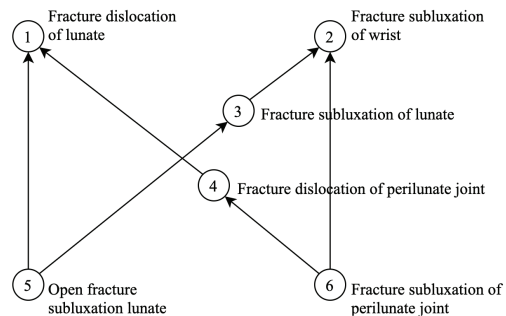 1
Fracture dislocation
of lunate
2
Fracture subluxation
of wrist
3
Fracture subluxation of lunate
4
Fracture dislocation of perilunate joint
5
Open fracture
subluxation lunate
6
Fracture subluxation of
perilunate joint